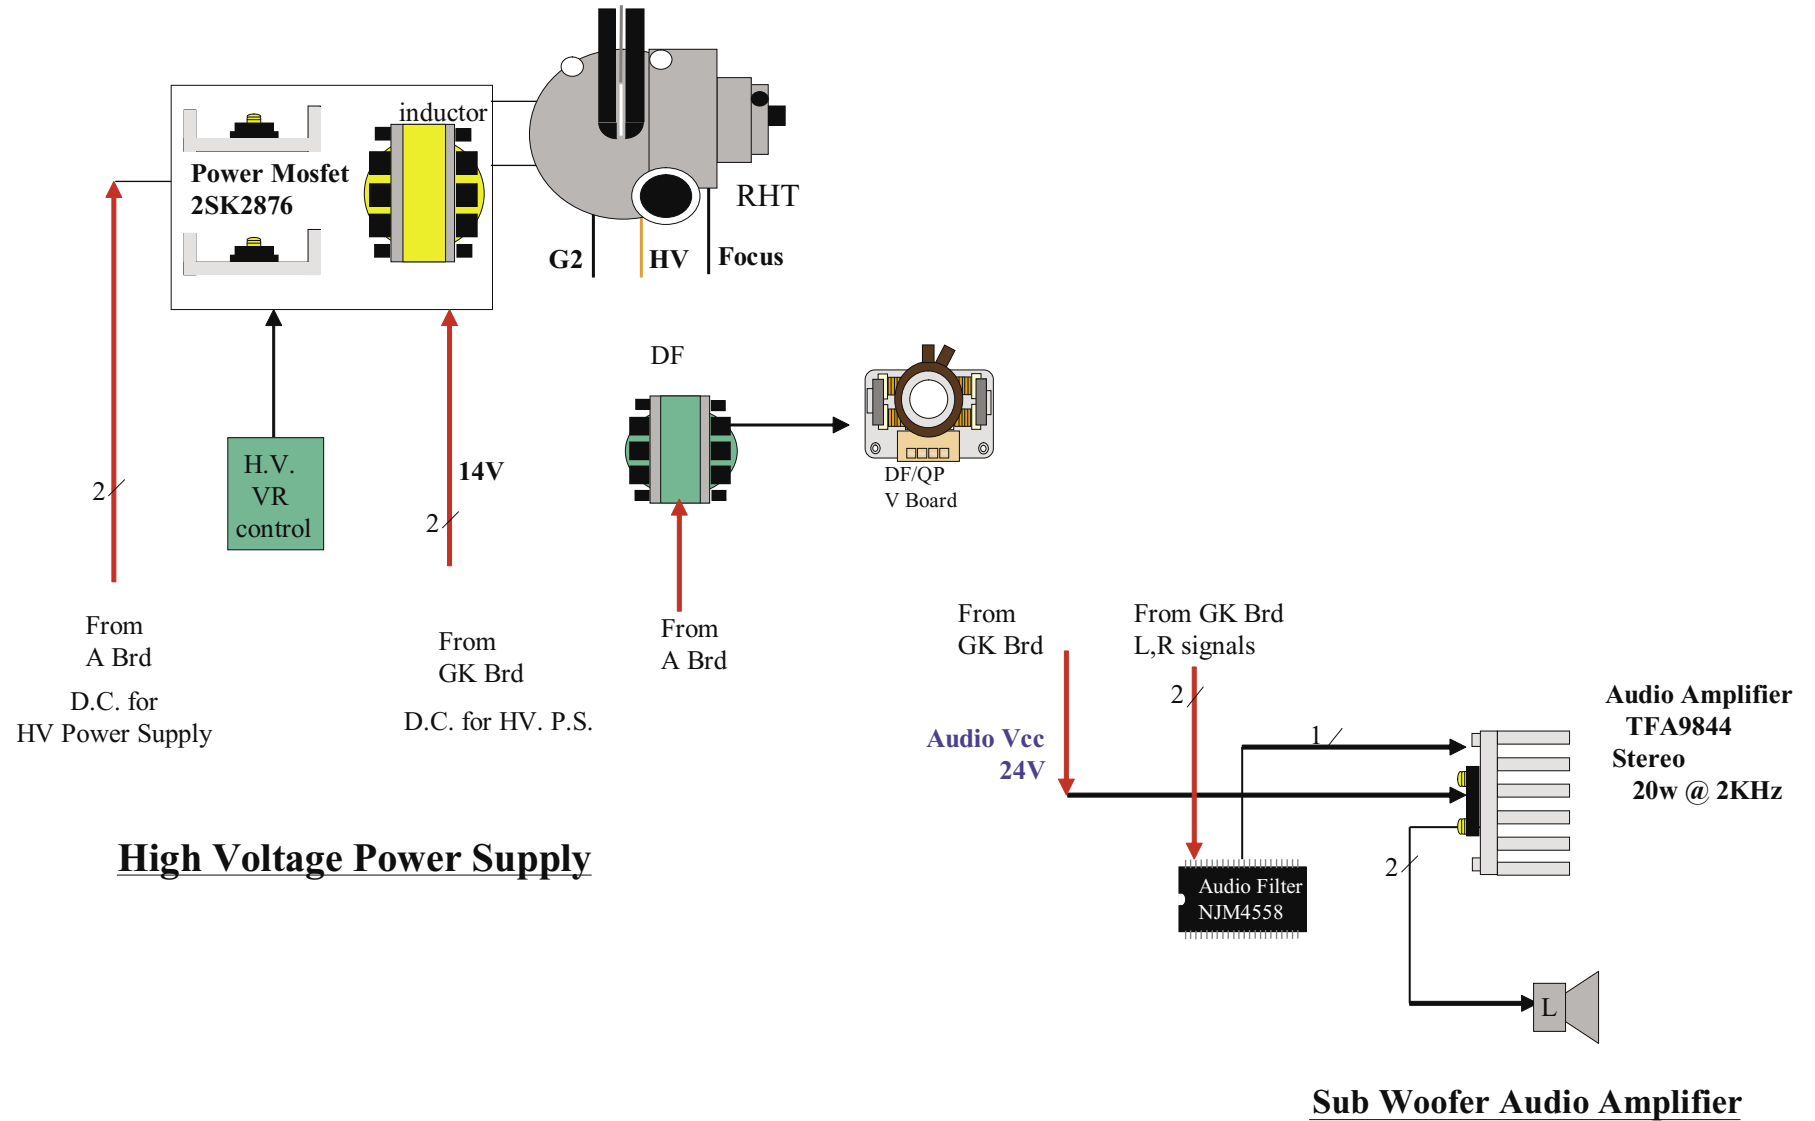 inductor
Power Mosfet
2SK2876
RHT
G2
HV
Focus
DF
DF/QP
V Board
H.V.
VR
control
2
14V
2
From
A Brd
D.C. for
HV Power Supply
From
GK Brd
D.C. for HV. P.S.
From
A Brd
High Voltage Power Supply
From
GK Brd
From GK Brd
L,R signals
2
Audio Vcc
24V
1
Audio Amplifier
TFA9844
Stereo
20w @ 2KHz
2
Audio Filter
NJM4558
L
Sub Woofer Audio Amplifier